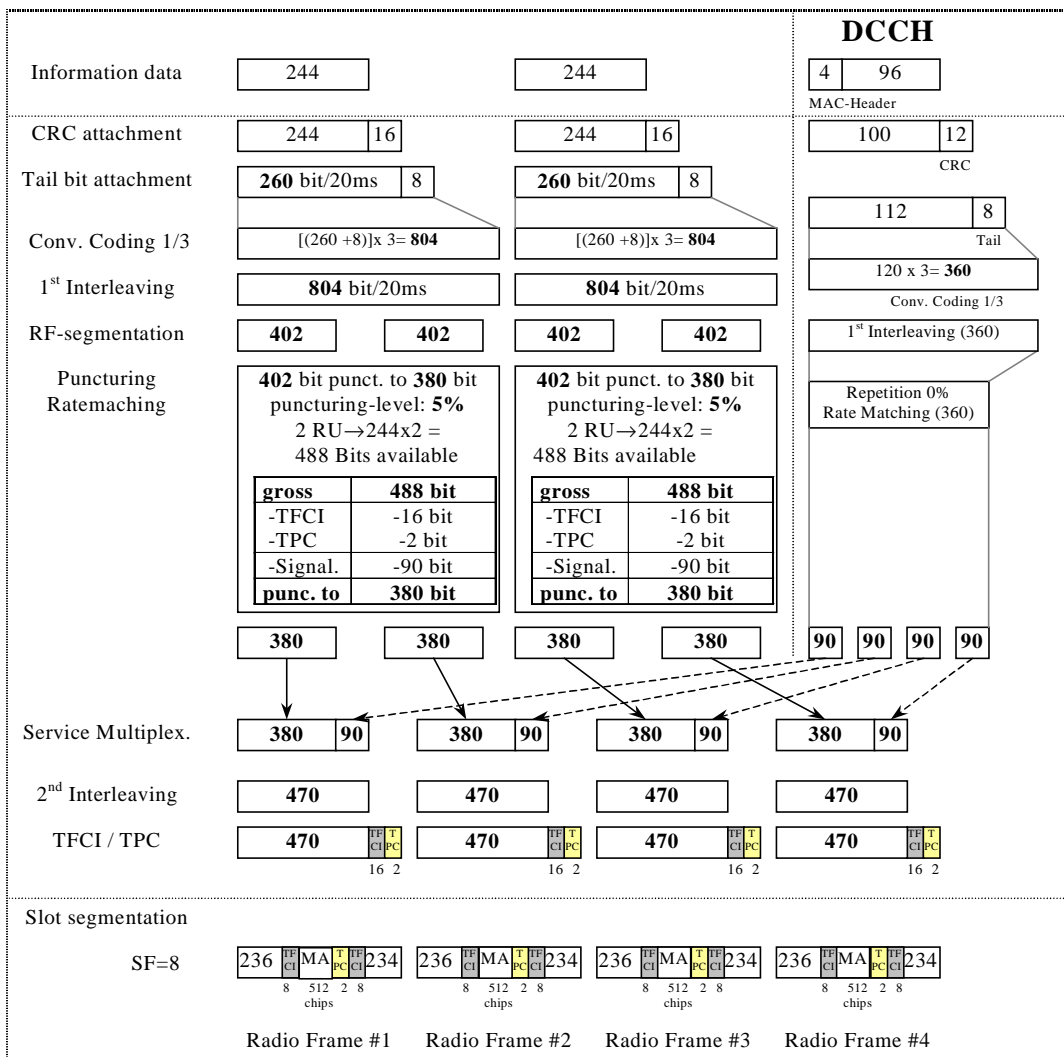 DCCH
Information data 244 244 4 96
MAC-Header
CRC attachment 244 16 244 16 100 12
CRC
Tail bit attachment 260 bit/20ms 8 260 bit/20ms 8
112 8
Tail
Conv. Coding 1/3 [(260 +8)]x 3= 804 [(260 +8)]x 3= 804
120 x 3= 360
Conv. Coding 1/3
1st Interleaving 804 bit/20ms 804 bit/20ms
RF-segmentation 402 402 402 402 1st Interleaving (360)
Puncturing
Ratemaching
402 bit punct. to 380 bit
puncturing-level: 5%
2 RU→244x2 =
488 Bits available
gross 488 bit
-TFCI -16 bit
-TPC -2 bit
-Signal. -90 bit
punc. to 380 bit
402 bit punct. to 380 bit
puncturing-level: 5%
2 RU→244x2 =
488 Bits available
gross 488 bit
-TFCI -16 bit
-TPC -2 bit
-Signal. -90 bit
punc. to 380 bit
Repetition 0%
Rate Matching (360)
380 380 380 380 90 90 90 90
Service Multiplex. 380 90 380 90 380 90 380 90
2nd Interleaving 470 470 470 470
TFCI / TPC 470 TF CI T PC 470 TF CI T PC 470 TF CI T PC 470 TF CI T PC
16 2 16 2 16 2 16 2
Slot segmentation
SF=8 236 TF CI MA T PC TF CI 234 236 TF CI MA T PC TF CI 234 236 TF CI MA T PC TF CI 234 236 TF CI MA T PC TF CI 234
8 512 2 8 8 512 2 8 8 512 2 8 8 512 2 8
chips chips chips chips
Radio Frame #1 Radio Frame #2 Radio Frame #3 Radio Frame #4